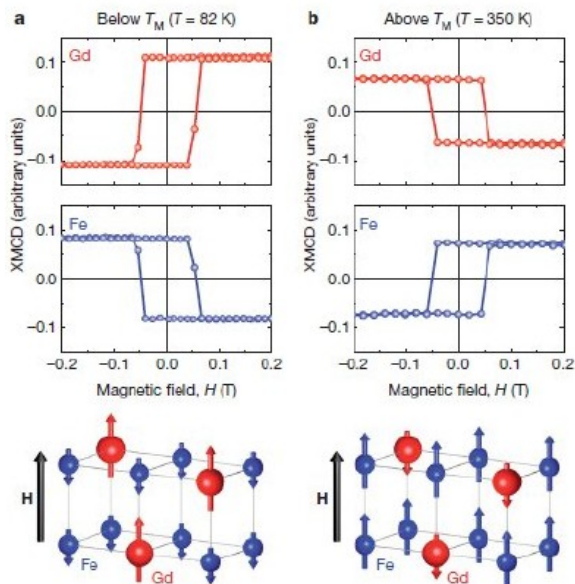 a Below TM (T = 82 K)
Gd
0.1
0.0
−0.1
Fe
0.1
0.0
−0.1
XMCD (arbitrary units)
−0.2 −0.1 0.0 0.1 0.2
Magnetic field, H (T)
H
Fe
Gd
b Above TM (T = 350 K)
Gd
0.1
0.0
−0.1
Fe
0.1
0.0
−0.1
XMCD (arbitrary units)
−0.2 −0.1 0.0 0.1 0.2
Magnetic field, H (T)
H
Fe
Gd